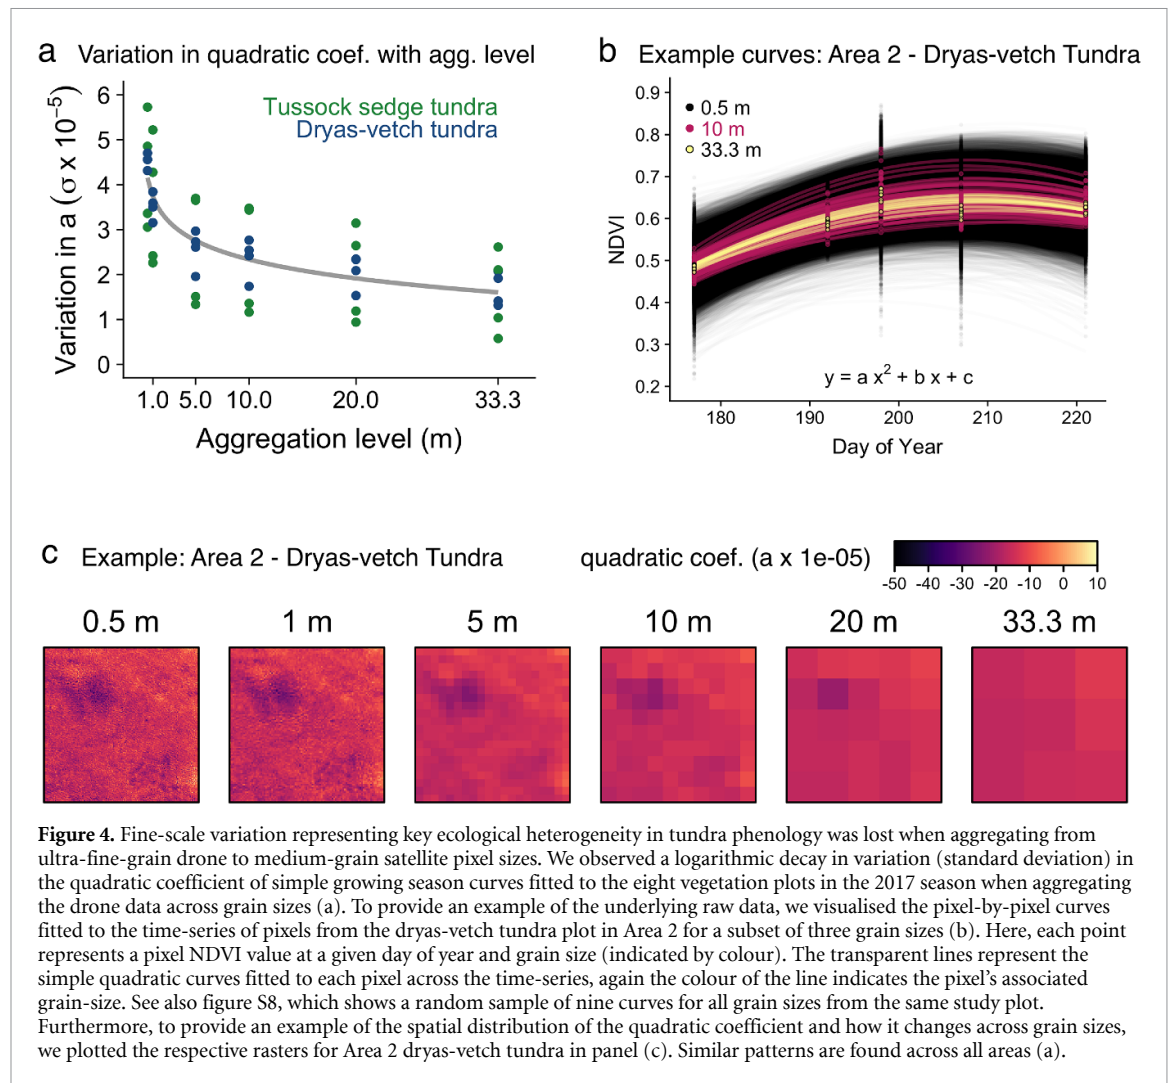 a Variation in quadratic coef. with agg. level
Variation in a (σ x 10⁻⁵)
6
5
4
3
2
1
0
Tussock sedge tundra
Dryas-vetch tundra
1.0 5.0 10.0 20.0 33.3
Aggregation level (m)
b Example curves: Area 2 - Dryas-vetch Tundra
NDVI
0.9
0.8
0.7
0.6
0.5
0.4
0.3
0.2
0.5 m
10 m
33.3 m
y = a x² + b x + c
180 190 200 210 220
Day of Year
c Example: Area 2 - Dryas-vetch Tundra
quadratic coef. (a x 1e-05)
-50 -40 -30 -20 -10 0 10
0.5 m 1 m 5 m 10 m 20 m 33.3 m
Figure 4. Fine-scale variation representing key ecological heterogeneity in tundra phenology was lost when aggregating from
ultra-fine-grain drone to medium-grain satellite pixel sizes. We observed a logarithmic decay in variation (standard deviation) in
the quadratic coefficient of simple growing season curves fitted to the eight vegetation plots in the 2017 season when aggregating
the drone data across grain sizes (a). To provide an example of the underlying raw data, we visualised the pixel-by-pixel curves
fitted to the time-series of pixels from the dryas-vetch tundra plot in Area 2 for a subset of three grain sizes (b). Here, each point
represents a pixel NDVI value at a given day of year and grain size (indicated by colour). The transparent lines represent the
simple quadratic curves fitted to each pixel across the time-series, again the colour of the line indicates the pixel's associated
grain-size. See also figure S8, which shows a random sample of nine curves for all grain sizes from the same study plot.
Furthermore, to provide an example of the spatial distribution of the quadratic coefficient and how it changes across grain sizes,
we plotted the respective rasters for Area 2 dryas-vetch tundra in panel (c). Similar patterns are found across all areas (a).